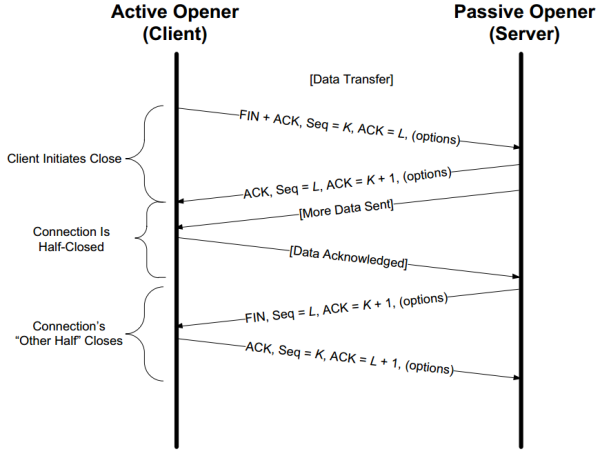 Active Opener
(Client)
Passive Opener
(Server)
[Data Transfer]
FIN + ACK, Seq = K, ACK = L, (options)
Client Initiates Close
ACK, Seq = L, ACK = K + 1, (options)
[More Data Sent]
Connection Is
Half-Closed
[Data Acknowledged]
FIN, Seq = L, ACK = K + 1, (options)
Connection's
“Other Half” Closes
ACK, Seq = K, ACK = L + 1, (options)